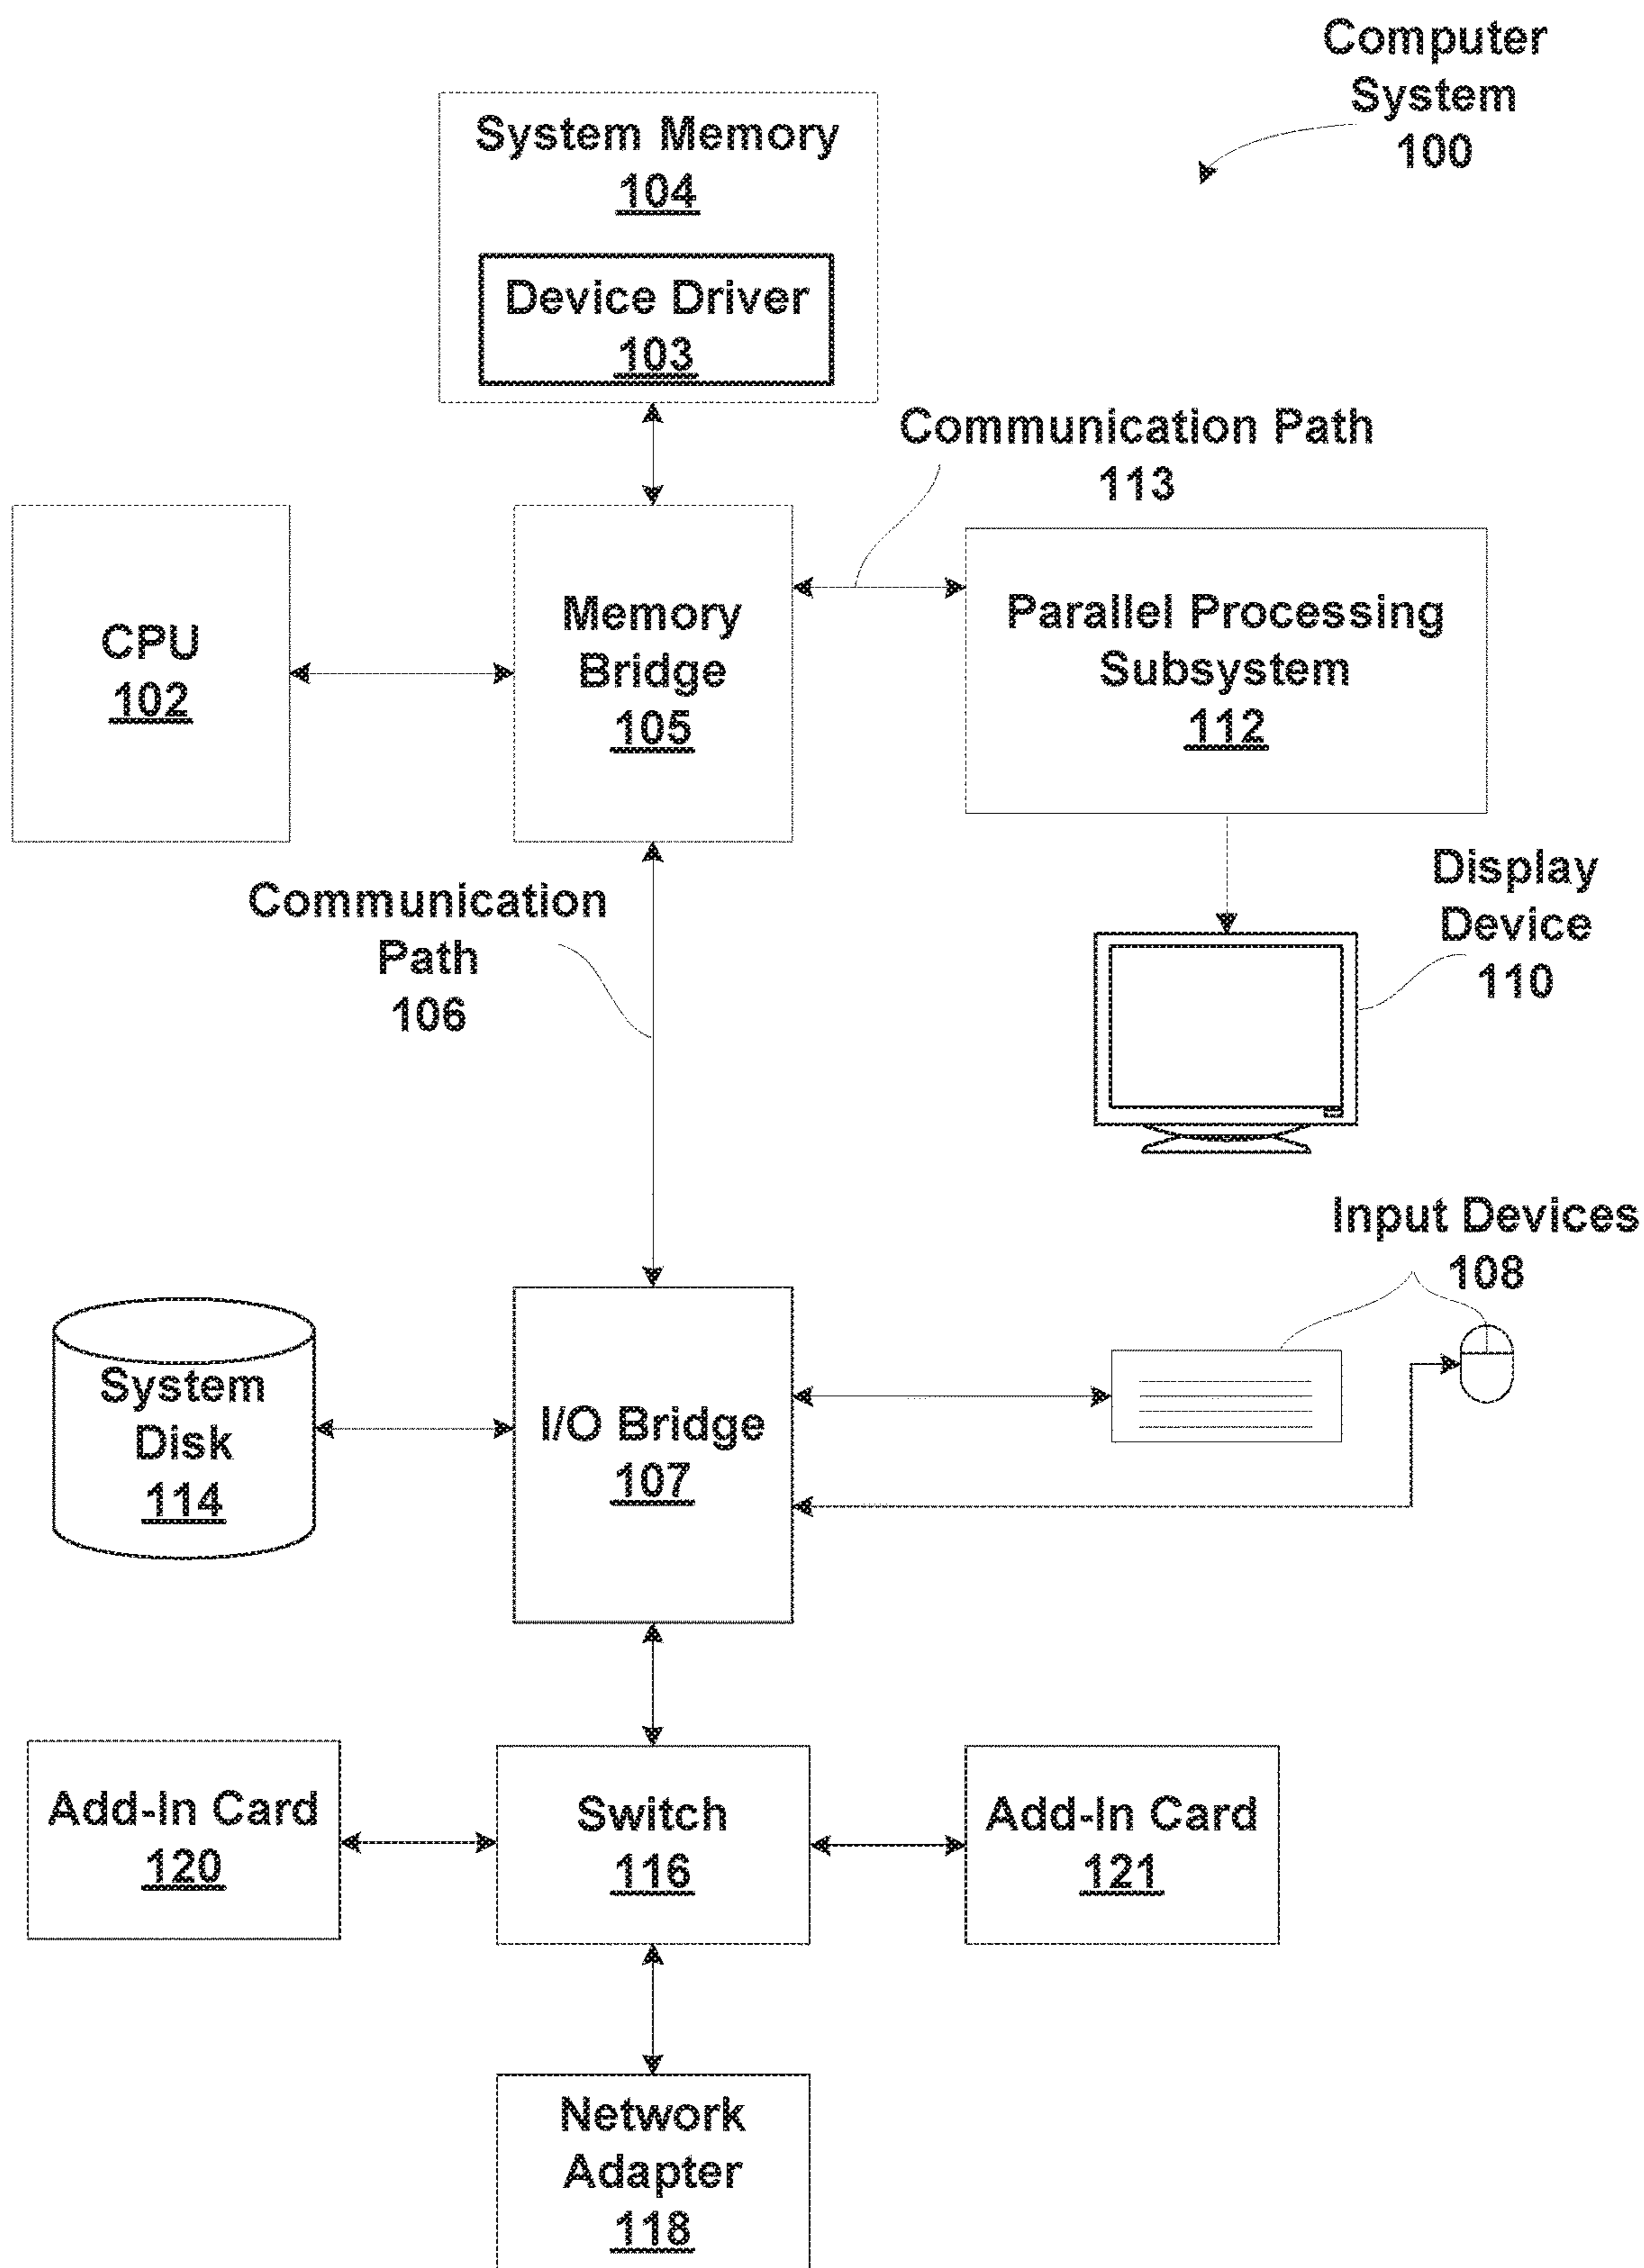 Computer
System
100
System Memory
104
Device Driver
103
Communication Path
113
CPU
102
Memory
Bridge
105
Parallel Processing
Subsystem
112
Communication
Path
106
Display
Device
110
Input Devices
108
System
Disk
114
I/O Bridge
107
Add-In Card
120
Switch
116
Add-In Card
121
Network
Adapter
118